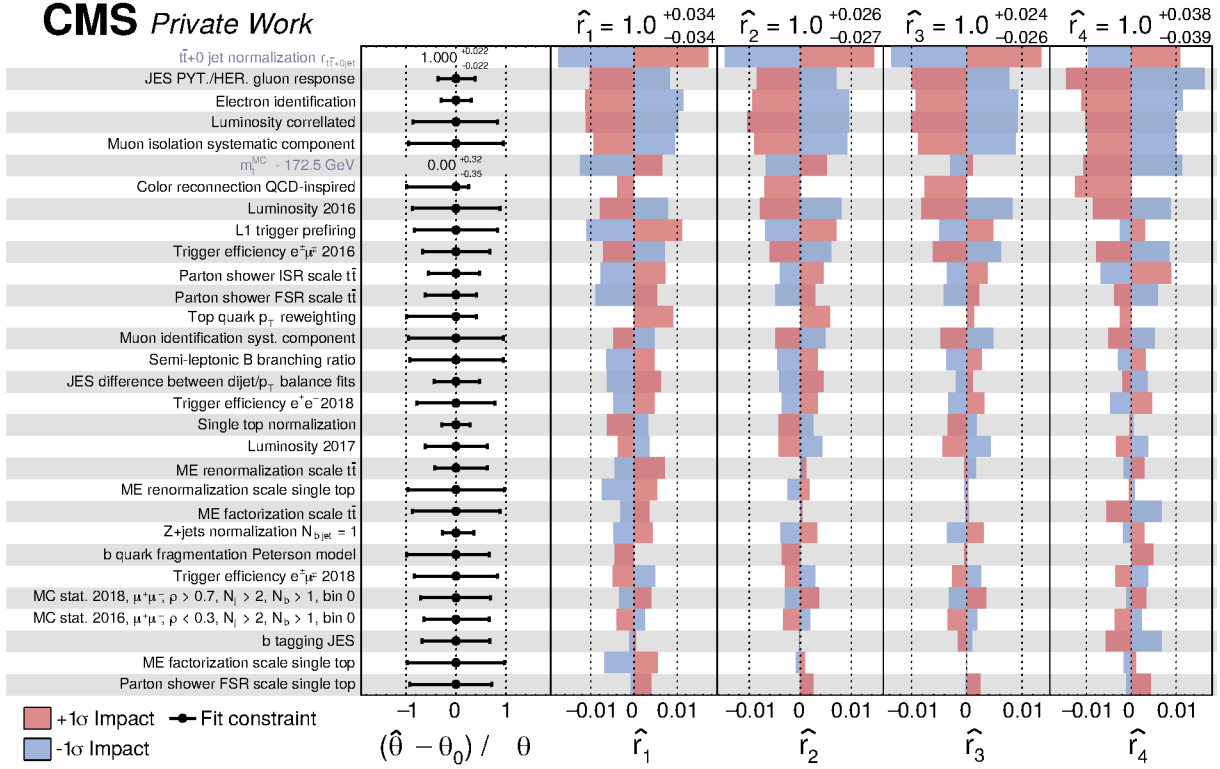 CMS Private Work
r̂1 = 1.0 +0.034 −0.034
r̂2 = 1.0 +0.026 −0.027
r̂3 = 1.0 +0.024 −0.026
r̂4 = 1.0 +0.038 −0.039
tt̄+0 jet normalization r tt̄+0jet 1.000 +0.022 −0.022
JES PYT./HER. gluon response
Electron identification
Luminosity correllated
Muon isolation systematic component
m_t^MC - 172.5 GeV 0.00 +0.32 −0.35
Color reconnection QCD-inspired
Luminosity 2016
L1 trigger prefiring
Trigger efficiency e±μ∓ 2016
Parton shower ISR scale tt̄
Parton shower FSR scale tt̄
Top quark pT reweighting
Muon identification syst. component
Semi-leptonic B branching ratio
JES difference between dijet/pT balance fits
Trigger efficiency e+e− 2018
Single top normalization
Luminosity 2017
ME renormalization scale tt̄
ME renormalization scale single top
ME factorization scale tt̄
Z+jets normalization N b jet = 1
b quark fragmentation Peterson model
Trigger efficiency e±μ∓ 2018
MC stat. 2018, μ+μ−, ρ > 0.7, Nj > 2, Nb > 1, bin 0
MC stat. 2016, μ+μ−, ρ < 0.3, Nj > 2, Nb > 1, bin 0
b tagging JES
ME factorization scale single top
Parton shower FSR scale single top
+1σ Impact
Fit constraint
-1σ Impact
−1 0 1
−0.01 0 0.01
−0.01 0 0.01
−0.01 0 0.01
−0.01 0 0.01
(θ̂ − θ0) / θ
r̂1
r̂2
r̂3
r̂4